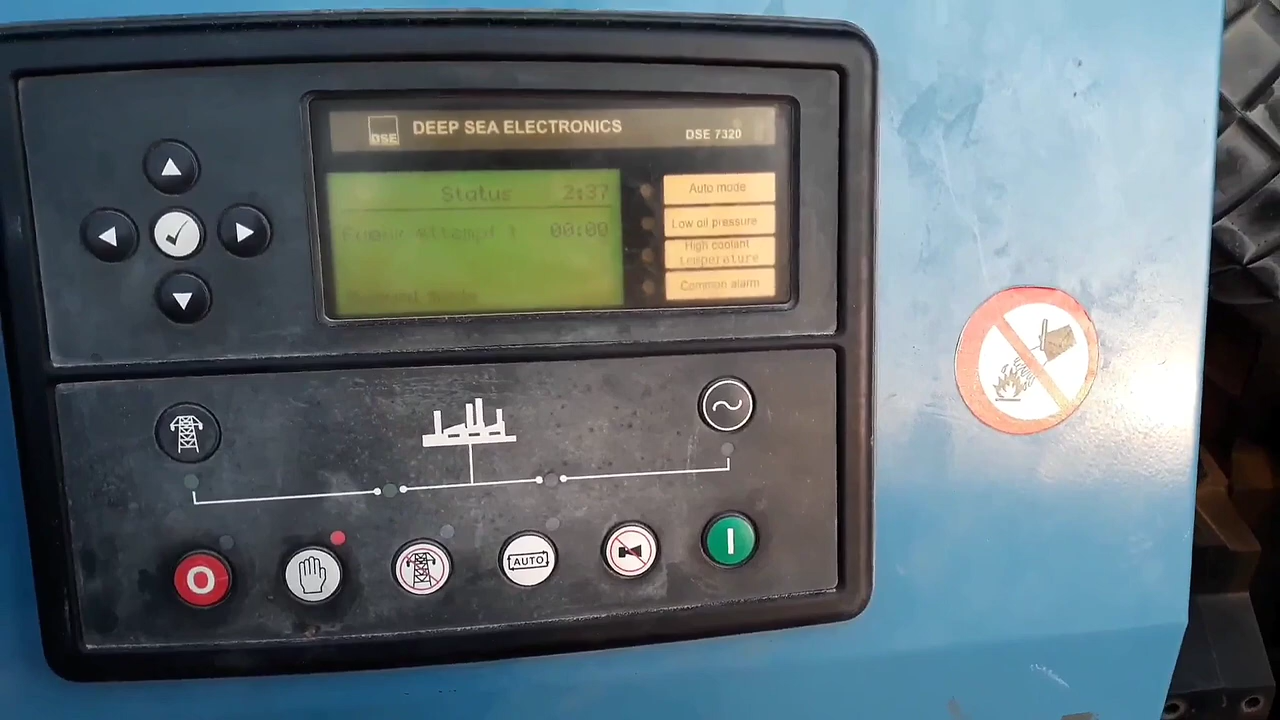 DSE
DEEP SEA ELECTRONICS
DSE 7320
Status 2:37
00:00
Auto mode
Low oil pressure
High coolant
temperature
Common alarm
O
AUTO
I